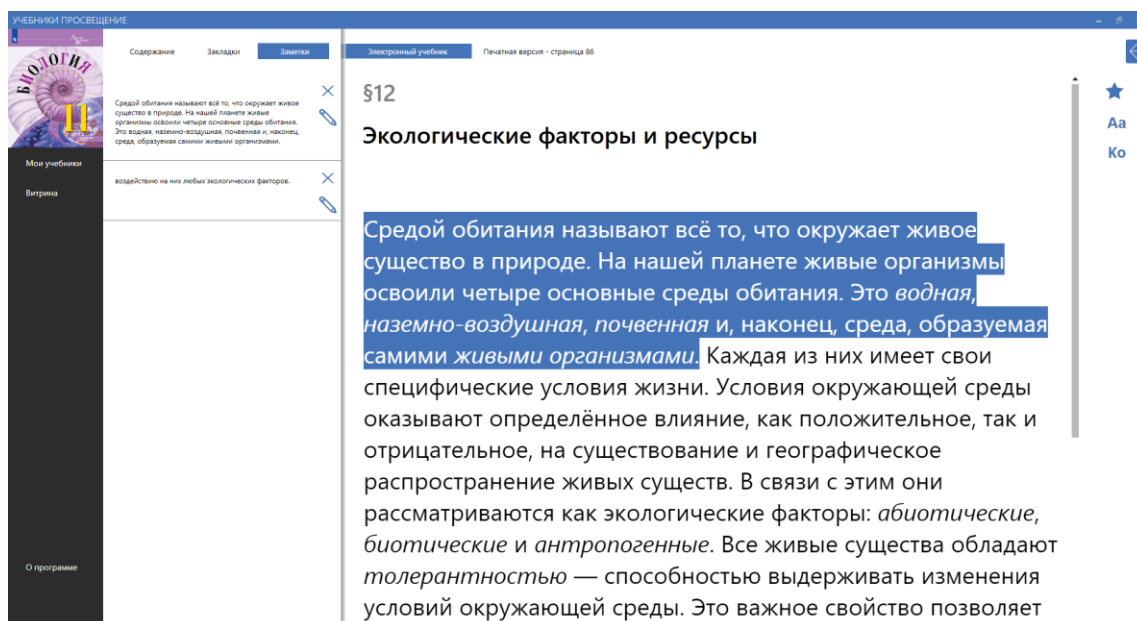 УЧЕБНИКИ ПРОСВЕЩЕНИЕ
БИОЛОГИЯ
11
Мои учебники
Витрина
О программе
Содержание Закладки Заметки
Средой обитания называют всё то, что окружает живое
существо в природе. На нашей планете живые
организмы освоили четыре основные среды обитания.
Это водная, наземно-воздушная, почвенная и, наконец,
среда, образуемая самими живыми организмами.
воздействию на них любых экологических факторов.
Электронный учебник Печатная версия - страница 86
§12
Экологические факторы и ресурсы
Средой обитания называют всё то, что окружает живое
существо в природе. На нашей планете живые организмы
освоили четыре основные среды обитания. Это водная,
наземно-воздушная, почвенная и, наконец, среда, образуемая
самими живыми организмами. Каждая из них имеет свои
специфические условия жизни. Условия окружающей среды
оказывают определённое влияние, как положительное, так и
отрицательное, на существование и географическое
распространение живых существ. В связи с этим они
рассматриваются как экологические факторы: абиотические,
биотические и антропогенные. Все живые существа обладают
толерантностью — способностью выдерживать изменения
условий окружающей среды. Это важное свойство позволяет
Аа
Ко